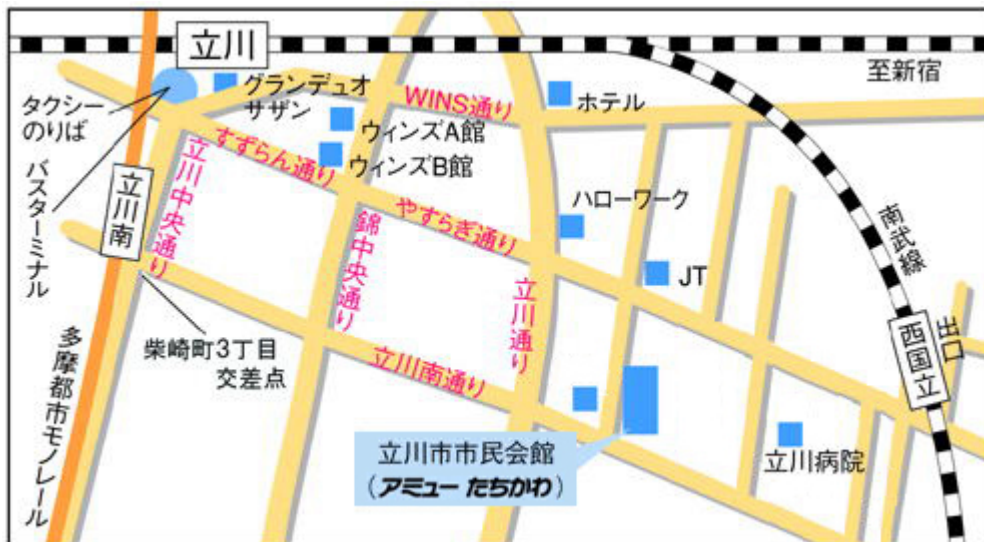 立川
至新宿
グランデュオ
サザン
WINS通り
ホテル
タクシー
のりば
ウィンズA館
すずらん通り
ウィンズB館
バスターミナル
立川南
立川中央通り
ハローワーク
やすらぎ通り
南武線
錦中央通り
JT
立川通り
西国立
出口
柴崎町3丁目
交差点
立川南通り
多摩都市モノレール
立川市市民会館
(アミュー たちかわ)
立川病院